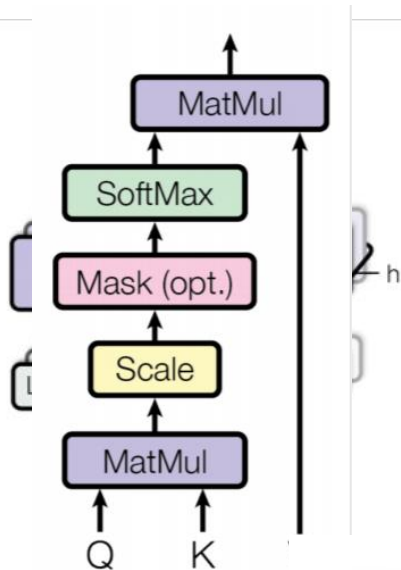 MatMul
SoftMax
Mask (opt.)
h
Scale
L
MatMul
Q K